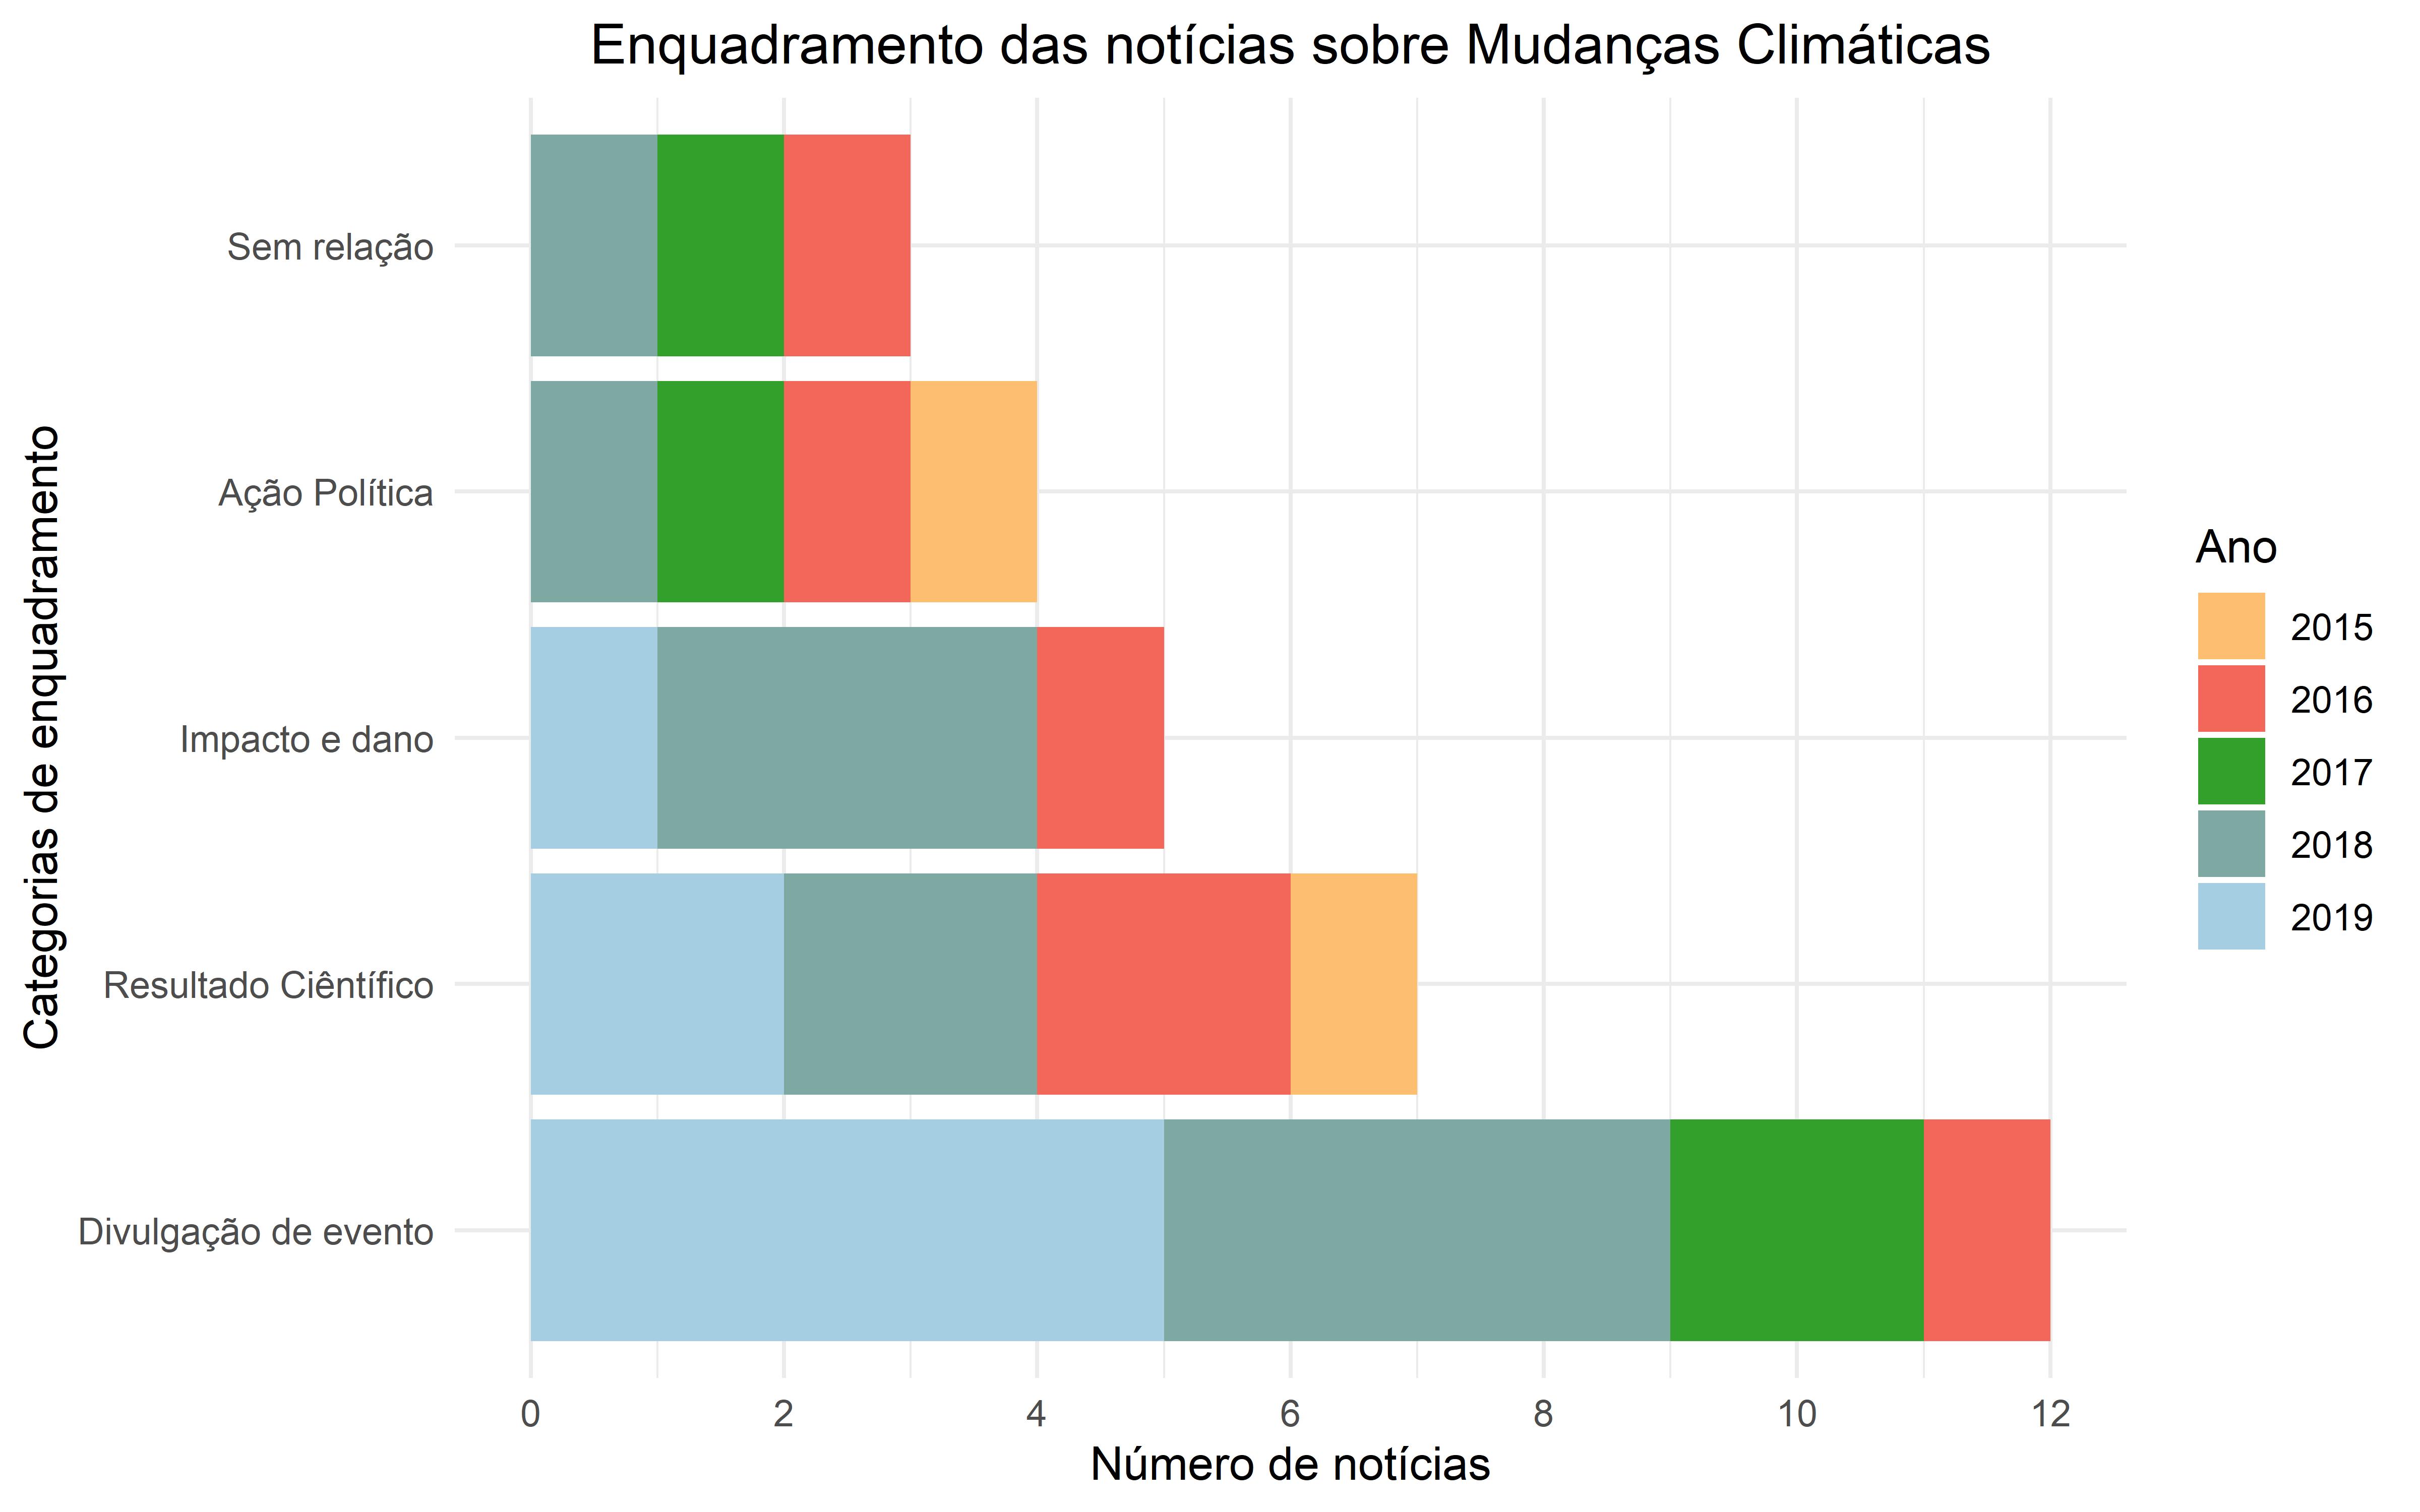 Enquadramento das notícias sobre Mudanças Climáticas
Categorias de enquadramento
Sem relação
Ação Política
Impacto e dano
Resultado Ciêntífico
Divulgação de evento
0 2 4 6 8 10 12
Número de notícias
Ano
2015
2016
2017
2018
2019